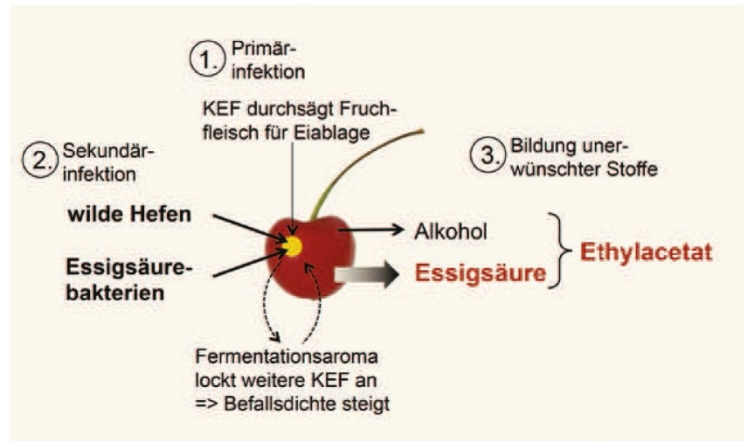 1. Primär-
infektion
KEF durchsägt Fruch-
fleisch für Eiablage
2. Sekundär-
infektion
wilde Hefen
Essigsäure-
bakterien
3. Bildung uner-
wünschter Stoffe
Alkohol
Essigsäure
Ethylacetat
Fermentationsaroma
lockt weitere KEF an
=> Befallsdichte steigt